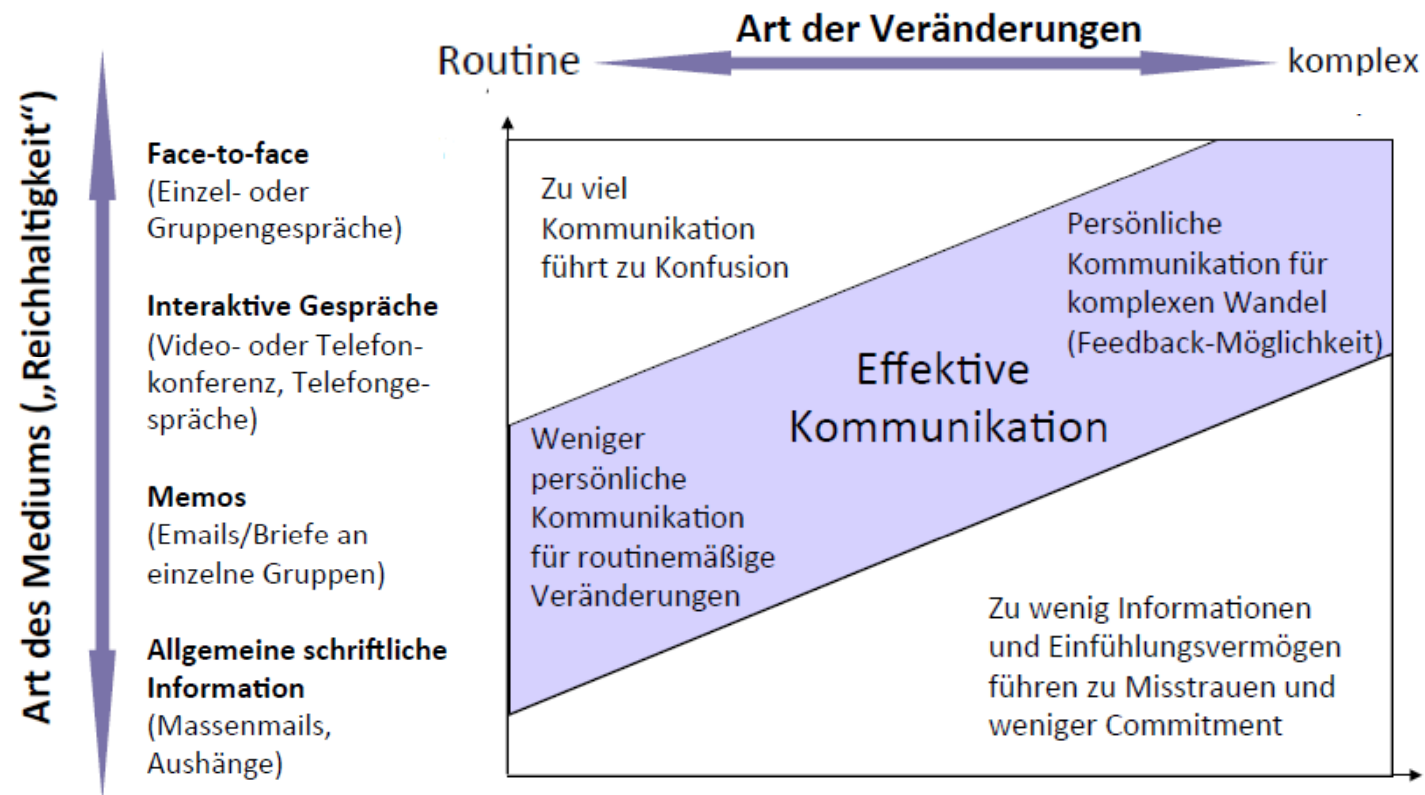 Art der Veränderungen
Routine
komplex
Art des Mediums („Reichhaltigkeit“)
Face-to-face
(Einzel- oder
Gruppengespräche)
Interaktive Gespräche
(Video- oder Telefon-
konferenz, Telefonge-
spräche)
Memos
(Emails/Briefe an
einzelne Gruppen)
Allgemeine schriftliche
Information
(Massenmails,
Aushänge)
Zu viel
Kommunikation
führt zu Konfusion
Persönliche
Kommunikation für
komplexen Wandel
(Feedback-Möglichkeit)
Effektive
Kommunikation
Weniger
persönliche
Kommunikation
für routinemäßige
Veränderungen
Zu wenig Informationen
und Einfühlungsvermögen
führen zu Misstrauen und
weniger Commitment